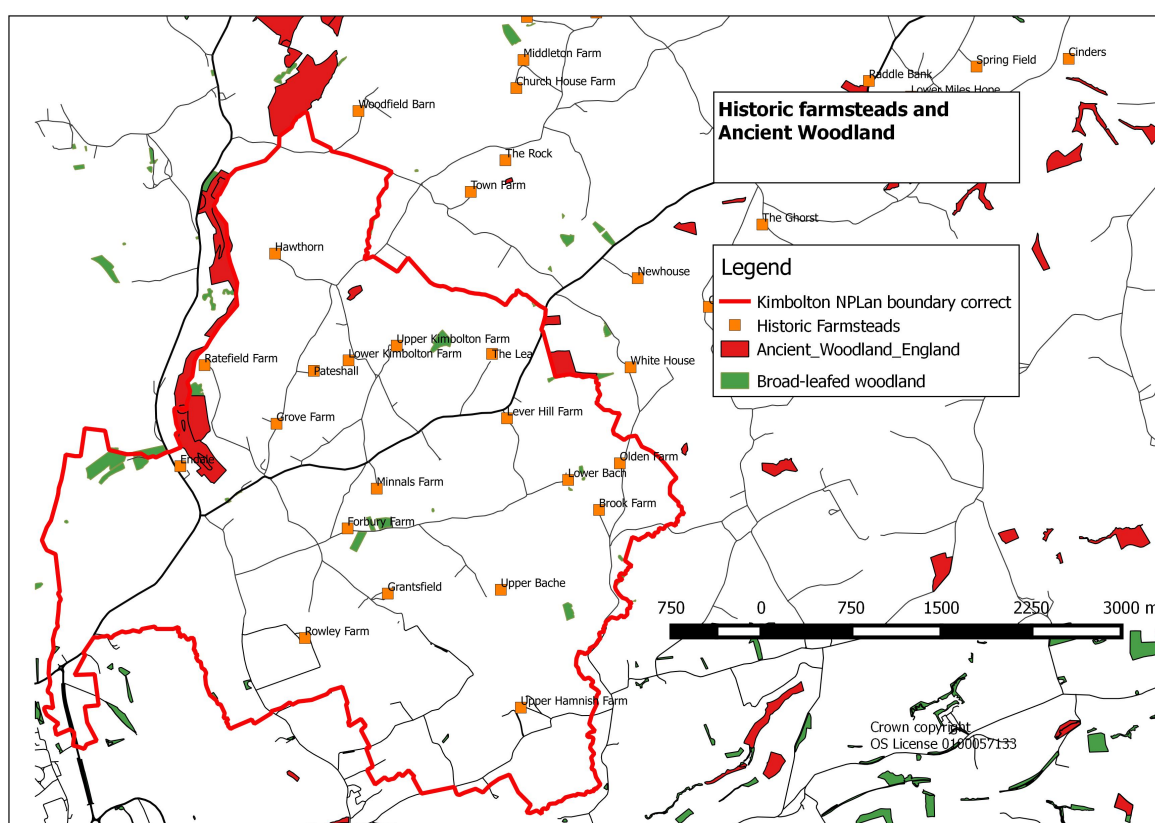 Middleton Farm
Church House Farm
Cinders
Spring Field
Raddle Bank
Lower Miles Hope
Woodfield Barn
Historic farmsteads and
Ancient Woodland
The Rock
Town Farm
The Ghorst
Hawthorn
Newhouse
Legend
Kimbolton NPLan boundary correct
Historic Farmsteads
Ancient_Woodland_England
Broad-leafed woodland
Upper Kimbolton Farm
Lower Kimbolton Farm
The Lea
Ratefield Farm
Pateshall
White House
Grove Farm
Lever Hill Farm
Endale
Olden Farm
Lower Bach
Minnals Farm
Brook Farm
Forbury Farm
Grantsfield
Upper Bache
750 0 750 1500 2250 3000 m
Rowley Farm
Upper Hamnish Farm
Crown copyright
OS License 0100057133